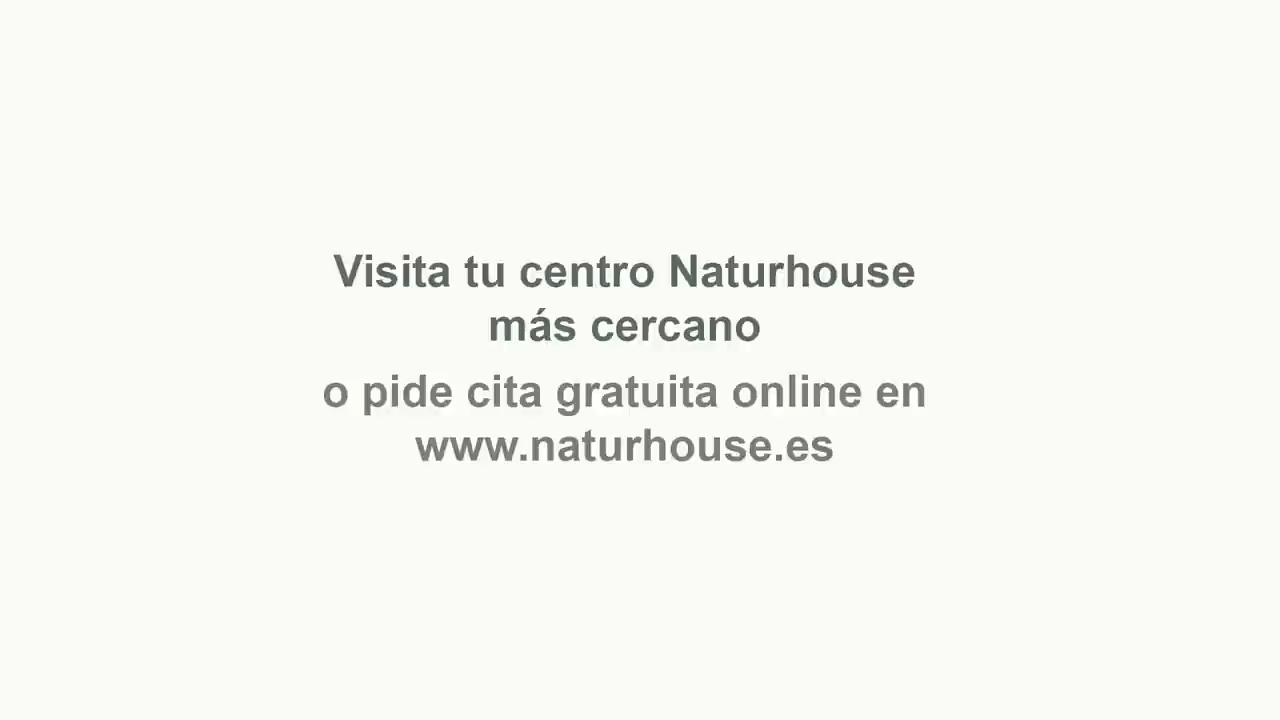 Visita tu centro Naturhouse
más cercano
o pide cita gratuita online en
www.naturhouse.es